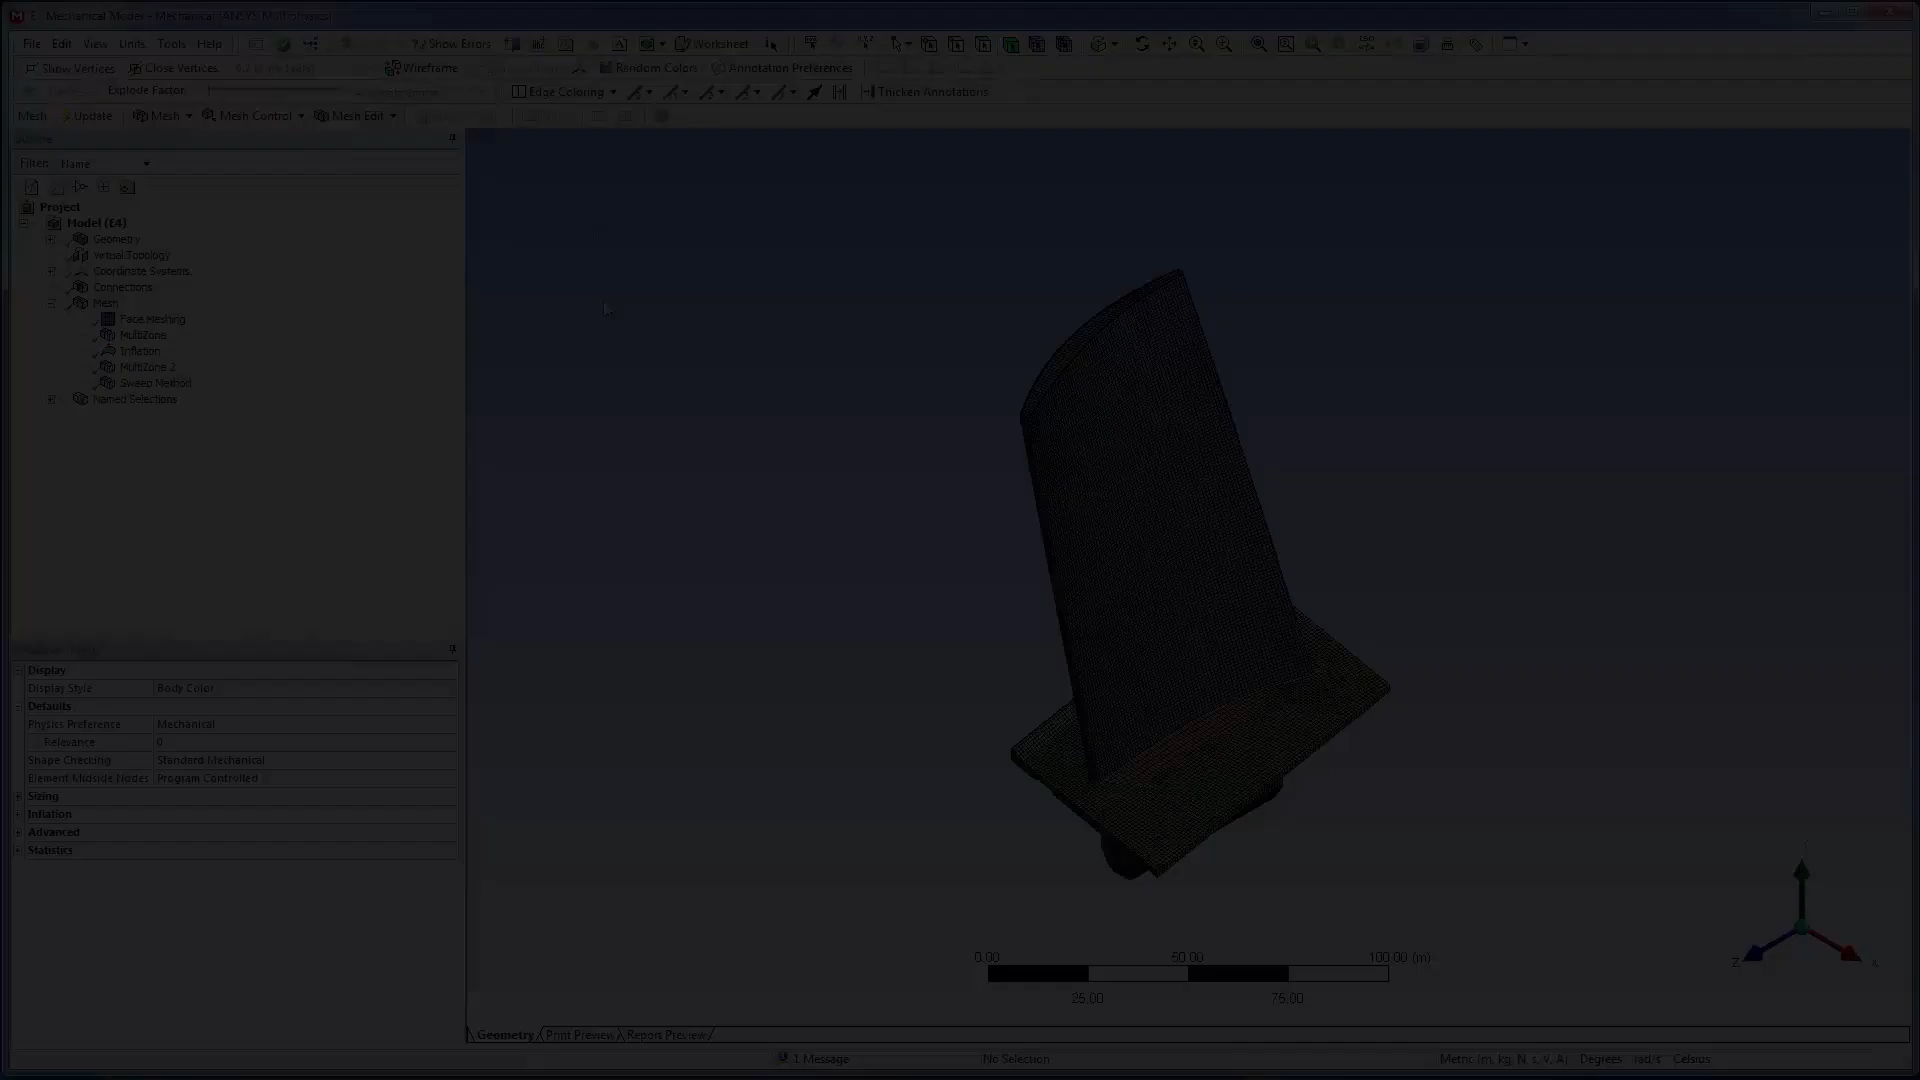 E: Mechanical Model - Mechanical [ANSYS Multiphysics]
File Edit View Units Tools Help Show Errors Worksheet
Show Vertices Close Vertices Wireframe Random Colors Annotation Preferences
Explode Factor: Edge Coloring Thicken Annotations
Mesh Update Mesh Mesh Control Mesh Edit
Outline
Filter: Name
Project
Model (E4)
Geometry
Virtual Topology
Coordinate Systems
Connections
Mesh
Face Meshing
MultiZone
Inflation
MultiZone 2
Sweep Method
Named Selections
Display
Display Style Body Color
Defaults
Physics Preference Mechanical
Relevance 0
Shape Checking Standard Mechanical
Element Midside Nodes Program Controlled
Sizing
Inflation
Advanced
Statistics
0.00 50.00 100.00 (m)
25.00 75.00
Z X
Geometry Print Preview Report Preview
1 Message No Selection Metric (m, kg, N, s, V, A) Degrees rad/s Celsius